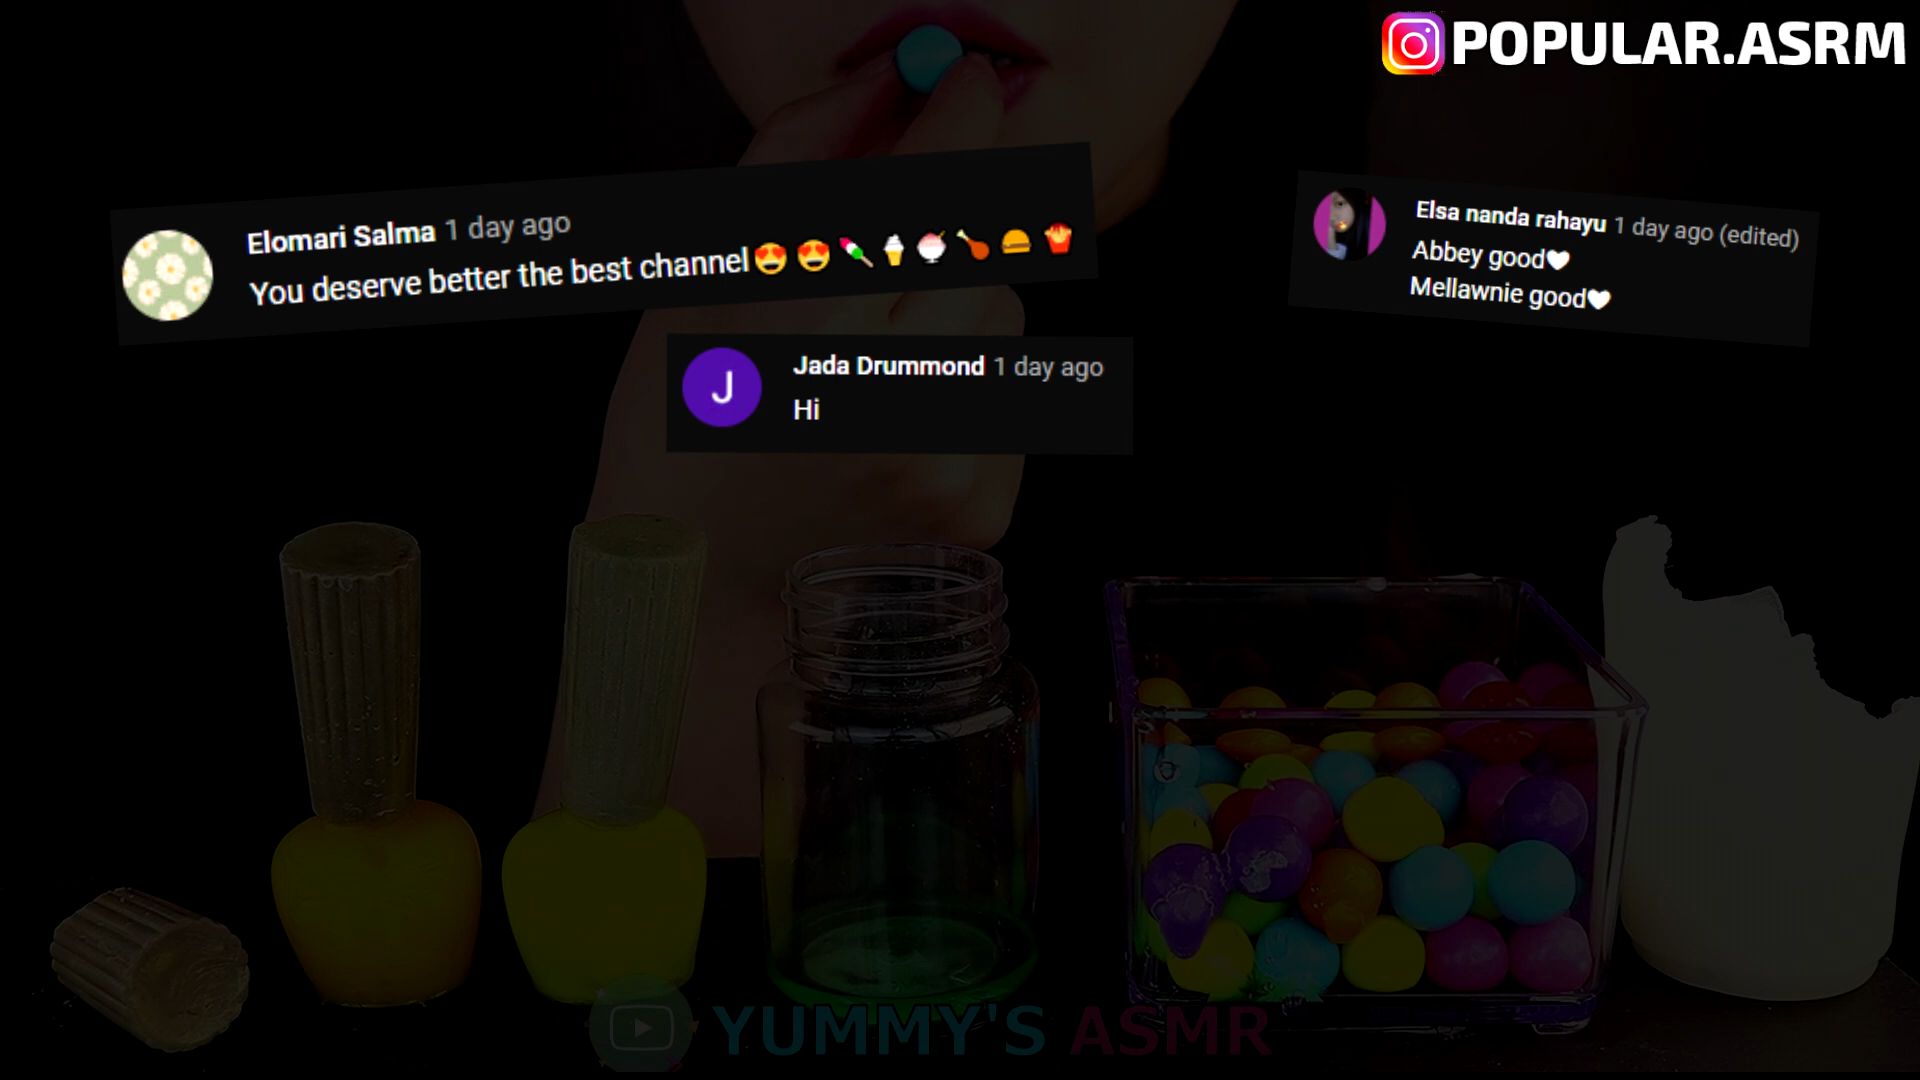 POPULAR.ASRM
Elomari Salma 1 day ago
You deserve better the best channel😍😍🍭🍦🍧🍗🍔🍟
Elsa nanda rahayu 1 day ago (edited)
Abbey good🤍
Mellawnie good🤍
J
Jada Drummond 1 day ago
Hi
YUMMY'S ASMR